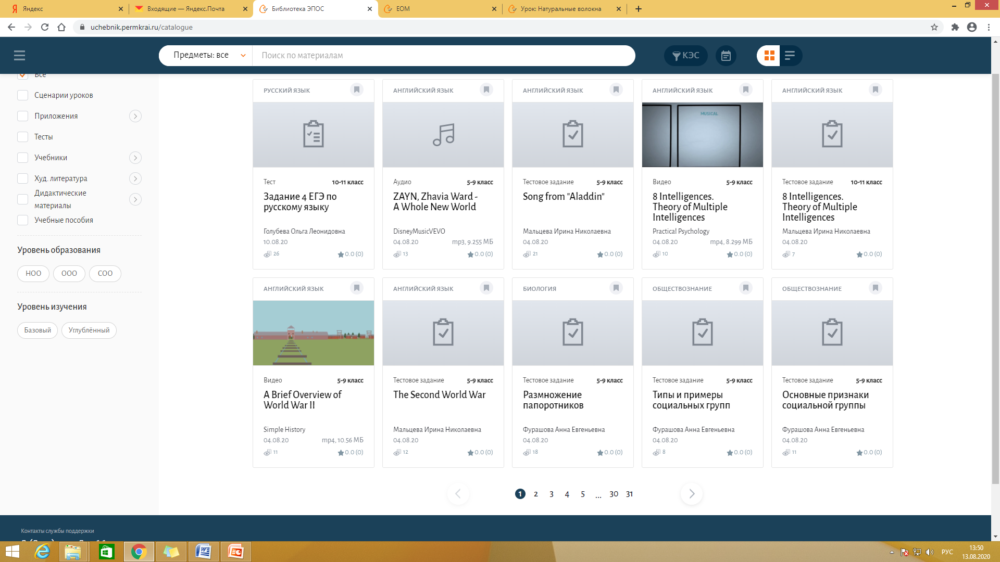 Яндекс
Входящие — Яндекс.Почта
Библиотека ЭПОС
ЕОМ
Урок: Натуральные волокна
uchebnik.permkrai.ru/catalogue
Предметы: все
Поиск по материалам
КЭС
Все
Сценарии уроков
Приложения
Тесты
Учебники
Худ. литература
Дидактические
материалы
Учебные пособия
Уровень образования
НОО ООО СОО
Уровень изучения
Базовый Углублённый
РУССКИЙ ЯЗЫК
Тест 10-11 класс
Задание 4 ЕГЭ по
русскому языку
Голубева Ольга Леонидовна
10.08.20
26 0.0 (0)
АНГЛИЙСКИЙ ЯЗЫК
Аудио 5-9 класс
ZAYN, Zhavia Ward -
A Whole New World
DisneyMusicVEVO
04.08.20 mp3, 9.255 МБ
13 0.0 (0)
АНГЛИЙСКИЙ ЯЗЫК
Тестовое задание 5-9 класс
Song from "Aladdin"
Мальцева Ирина Николаевна
04.08.20
21 0.0 (0)
АНГЛИЙСКИЙ ЯЗЫК
MUSICAL
Видео 5-9 класс
8 Intelligences.
Theory of Multiple
Intelligences
Practical Psychology
04.08.20 mp4, 8.299 МБ
10 0.0 (0)
АНГЛИЙСКИЙ ЯЗЫК
Тестовое задание 10-11 класс
8 Intelligences.
Theory of Multiple
Intelligences
Мальцева Ирина Николаевна
04.08.20
7 0.0 (0)
АНГЛИЙСКИЙ ЯЗЫК
Видео 5-9 класс
A Brief Overview of
World War II
Simple History
04.08.20 mp4, 10.56 МБ
11 0.0 (0)
АНГЛИЙСКИЙ ЯЗЫК
Тестовое задание 5-9 класс
The Second World War
Мальцева Ирина Николаевна
04.08.20
12 0.0 (0)
БИОЛОГИЯ
Тестовое задание 5-9 класс
Размножение
папоротников
Фурашова Анна Евгеньевна
04.08.20
18 0.0 (0)
ОБЩЕСТВОЗНАНИЕ
Тестовое задание 5-9 класс
Типы и примеры
социальных групп
Фурашова Анна Евгеньевна
04.08.20
8 0.0 (0)
ОБЩЕСТВОЗНАНИЕ
Тестовое задание 5-9 класс
Основные признаки
социальной группы
Фурашова Анна Евгеньевна
04.08.20
11 0.0 (0)
1 2 3 4 5 ... 30 31
Контакты службы поддержки
РУС
13:50
13.08.2020